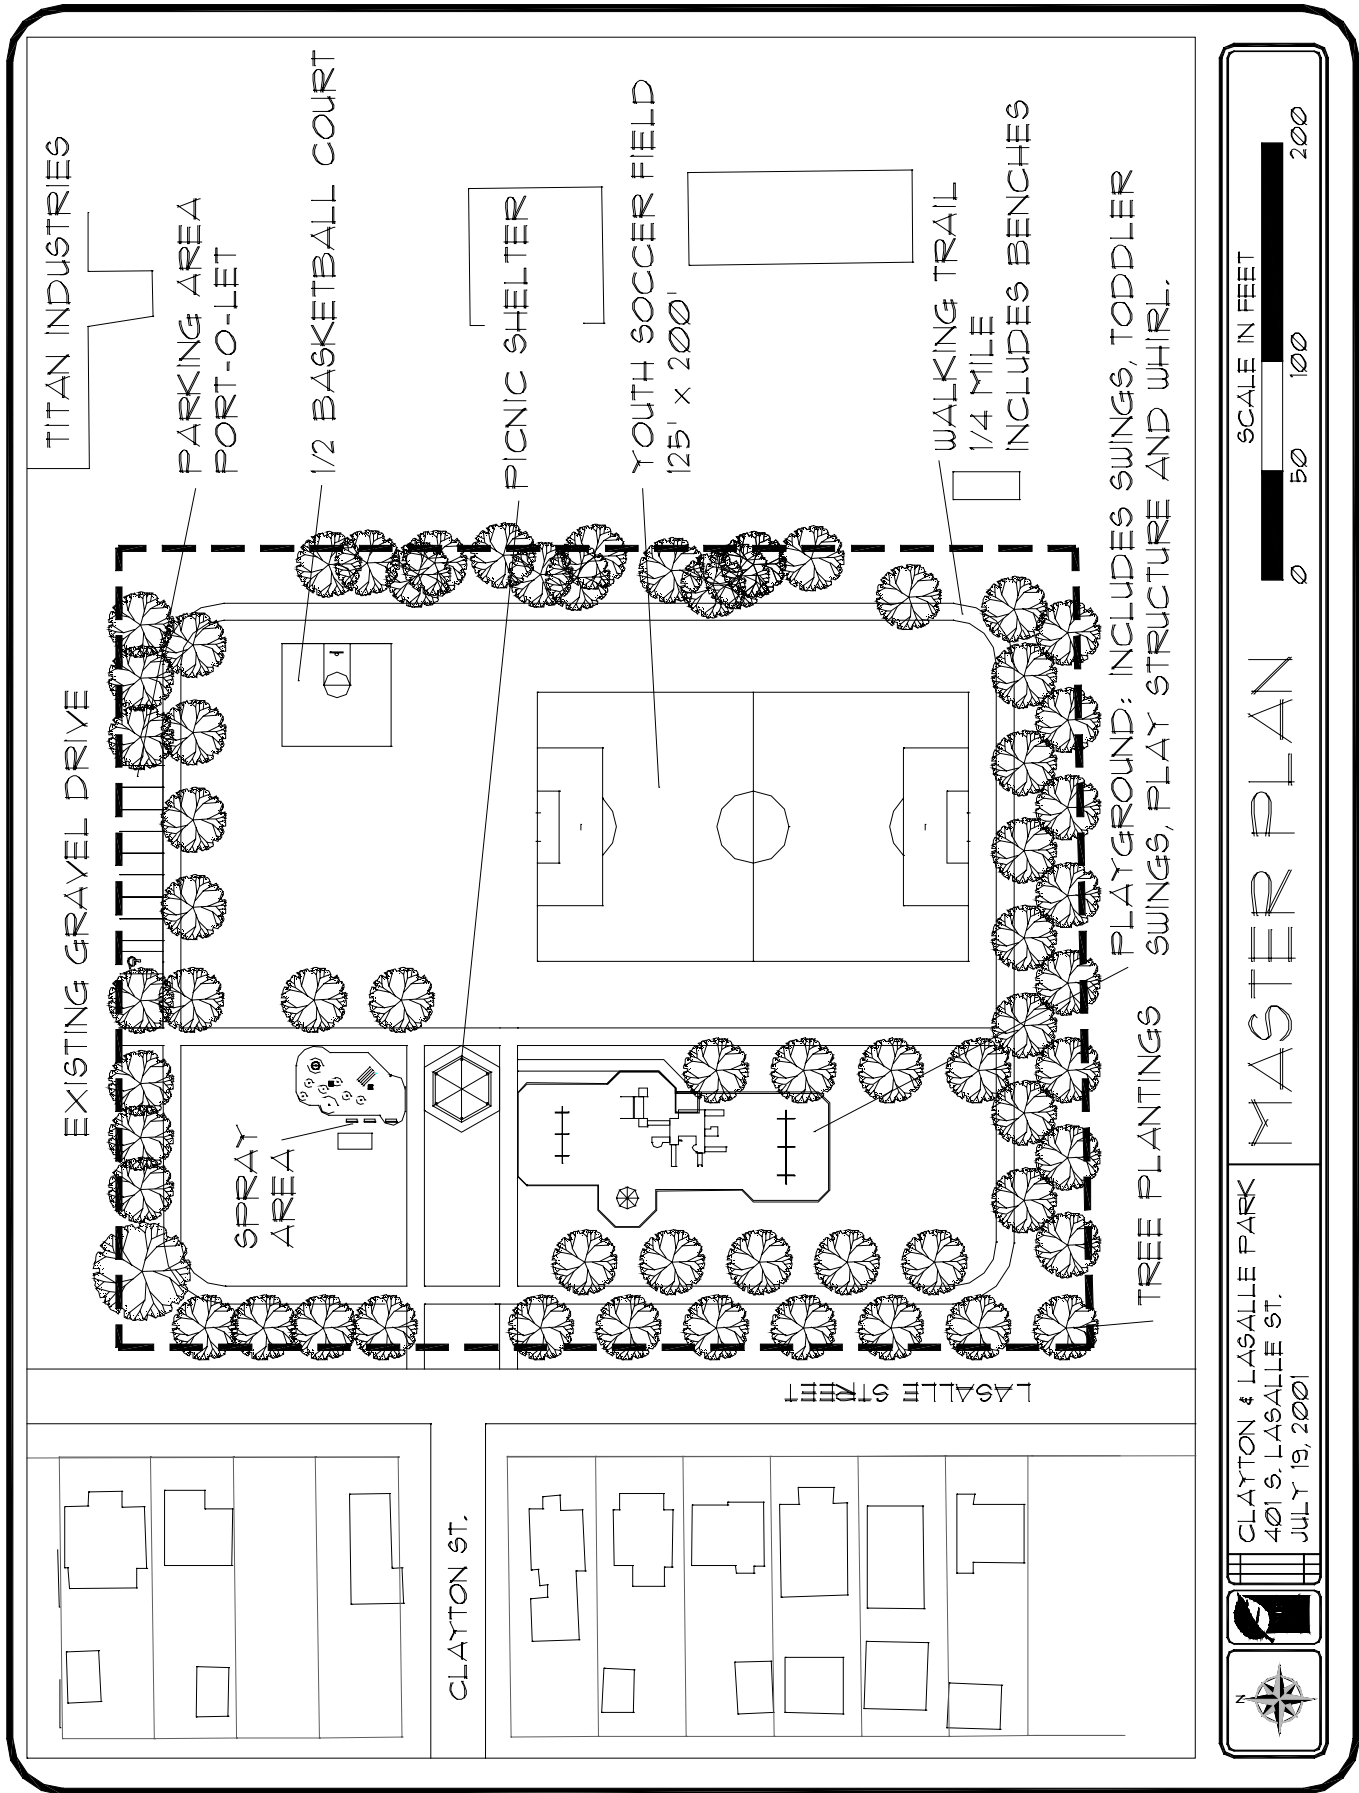 TITAN INDUSTRIES
EXISTING GRAVEL DRIVE
PARKING AREA
PORT-O-LET
1/2 BASKETBALL COURT
PICNIC SHELTER
YOUTH SOCCER FIELD
125' x 200'
WALKING TRAIL
1/4 MILE
INCLUDES BENCHES
SPRAY
AREA
PLAYGROUND: INCLUDES SWINGS, TODDLER
SWINGS, PLAY STRUCTURE AND WHIRL.
TREE PLANTINGS
LASALLE STREET
CLAYTON ST.
N
CLAYTON & LASALLE PARK
401 S. LASALLE ST.
JULY 19, 2001
MASTER PLAN
SCALE IN FEET
0 50 100 200